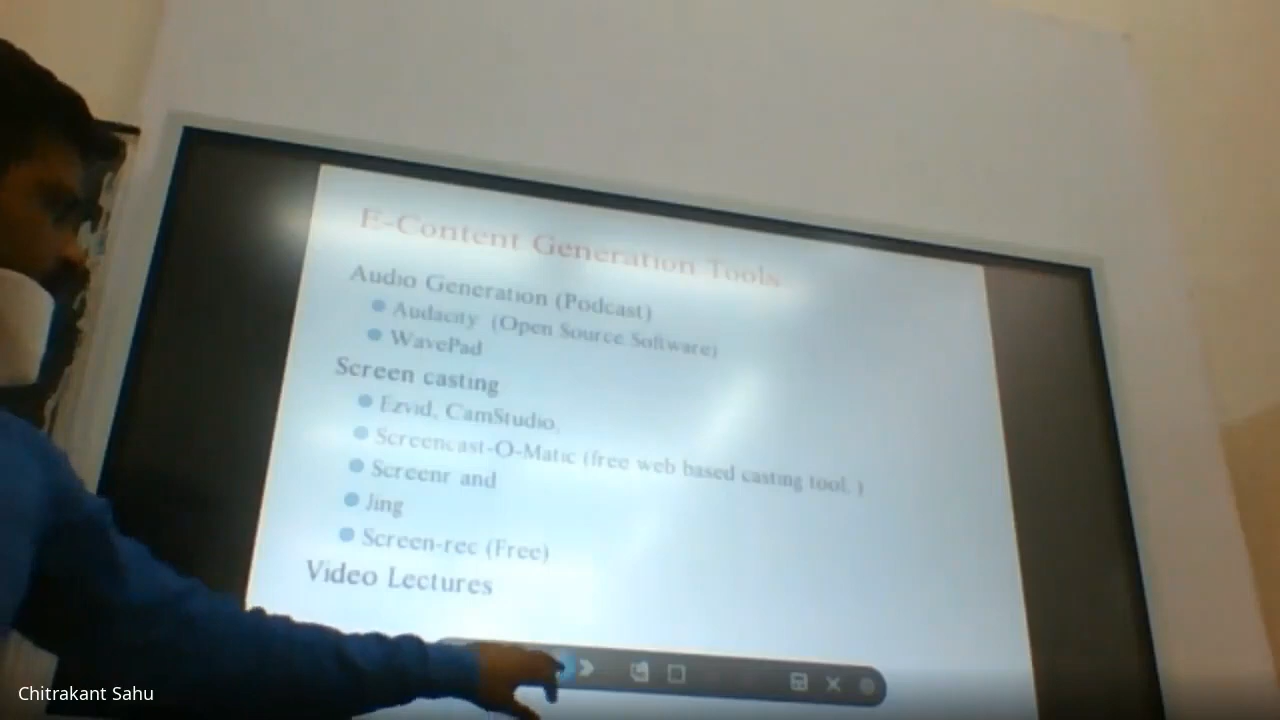 E-Content Generation Tools
Audio Generation (Podcast)
Audacity (Open Source Software)
WavePad
Screen casting
Ezvid, CamStudio,
Screencast-O-Matic (free web based casting tool. )
Screenr and
Jing
Screen-rec (Free)
Video Lectures
Chitrakant Sahu